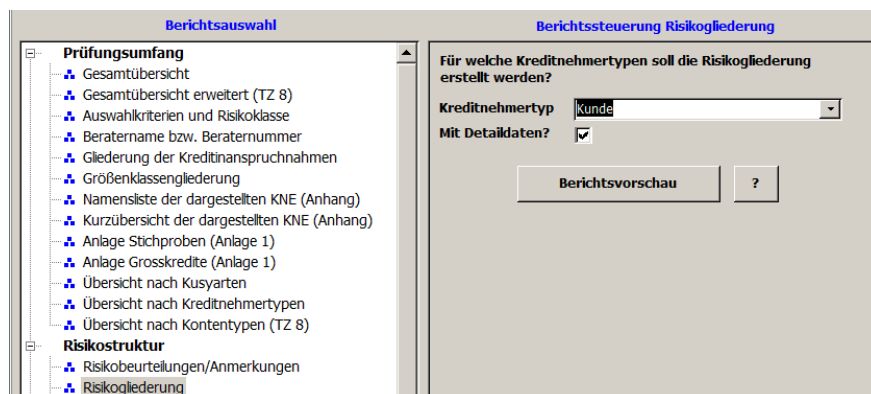 Berichtsauswahl
Prüfungsumfang
Gesamtübersicht
Gesamtübersicht erweitert (TZ 8)
Auswahlkriterien und Risikoklasse
Beratername bzw. Beraternummer
Gliederung der Kreditinanspruchnahmen
Größenklassengliederung
Namensliste der dargestellten KNE (Anhang)
Kurzübersicht der dargestellten KNE (Anhang)
Anlage Stichproben (Anlage 1)
Anlage Grosskredite (Anlage 1)
Übersicht nach Kusyarten
Übersicht nach Kreditnehmertypen
Übersicht nach Kontentypen (TZ 8)
Risikostruktur
Risikobeurteilungen/Anmerkungen
Risikogliederung
Berichtssteuerung Risikogliederung
Für welche Kreditnehmertypen soll die Risikogliederung
erstellt werden?
Kreditnehmertyp Kunde
Mit Detaildaten?
Berichtsvorschau ?